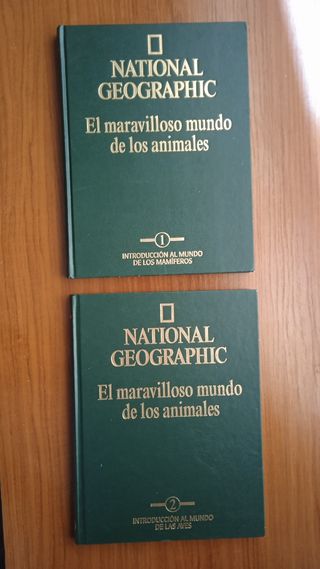 NATIONAL
GEOGRAPHIC
El maravilloso mundo
de los animales
1
INTRODUCCIÓN AL MUNDO
DE LOS MAMÍFEROS
NATIONAL
GEOGRAPHIC
El maravilloso mundo
de los animales
2
INTRODUCCIÓN AL MUNDO
DE LAS AVES